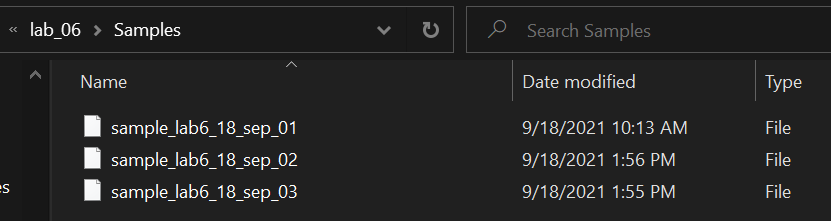 « lab_06 > Samples
Search Samples
Name Date modified Type
sample_lab6_18_sep_01 9/18/2021 10:13 AM File
sample_lab6_18_sep_02 9/18/2021 1:56 PM File
sample_lab6_18_sep_03 9/18/2021 1:55 PM File
es